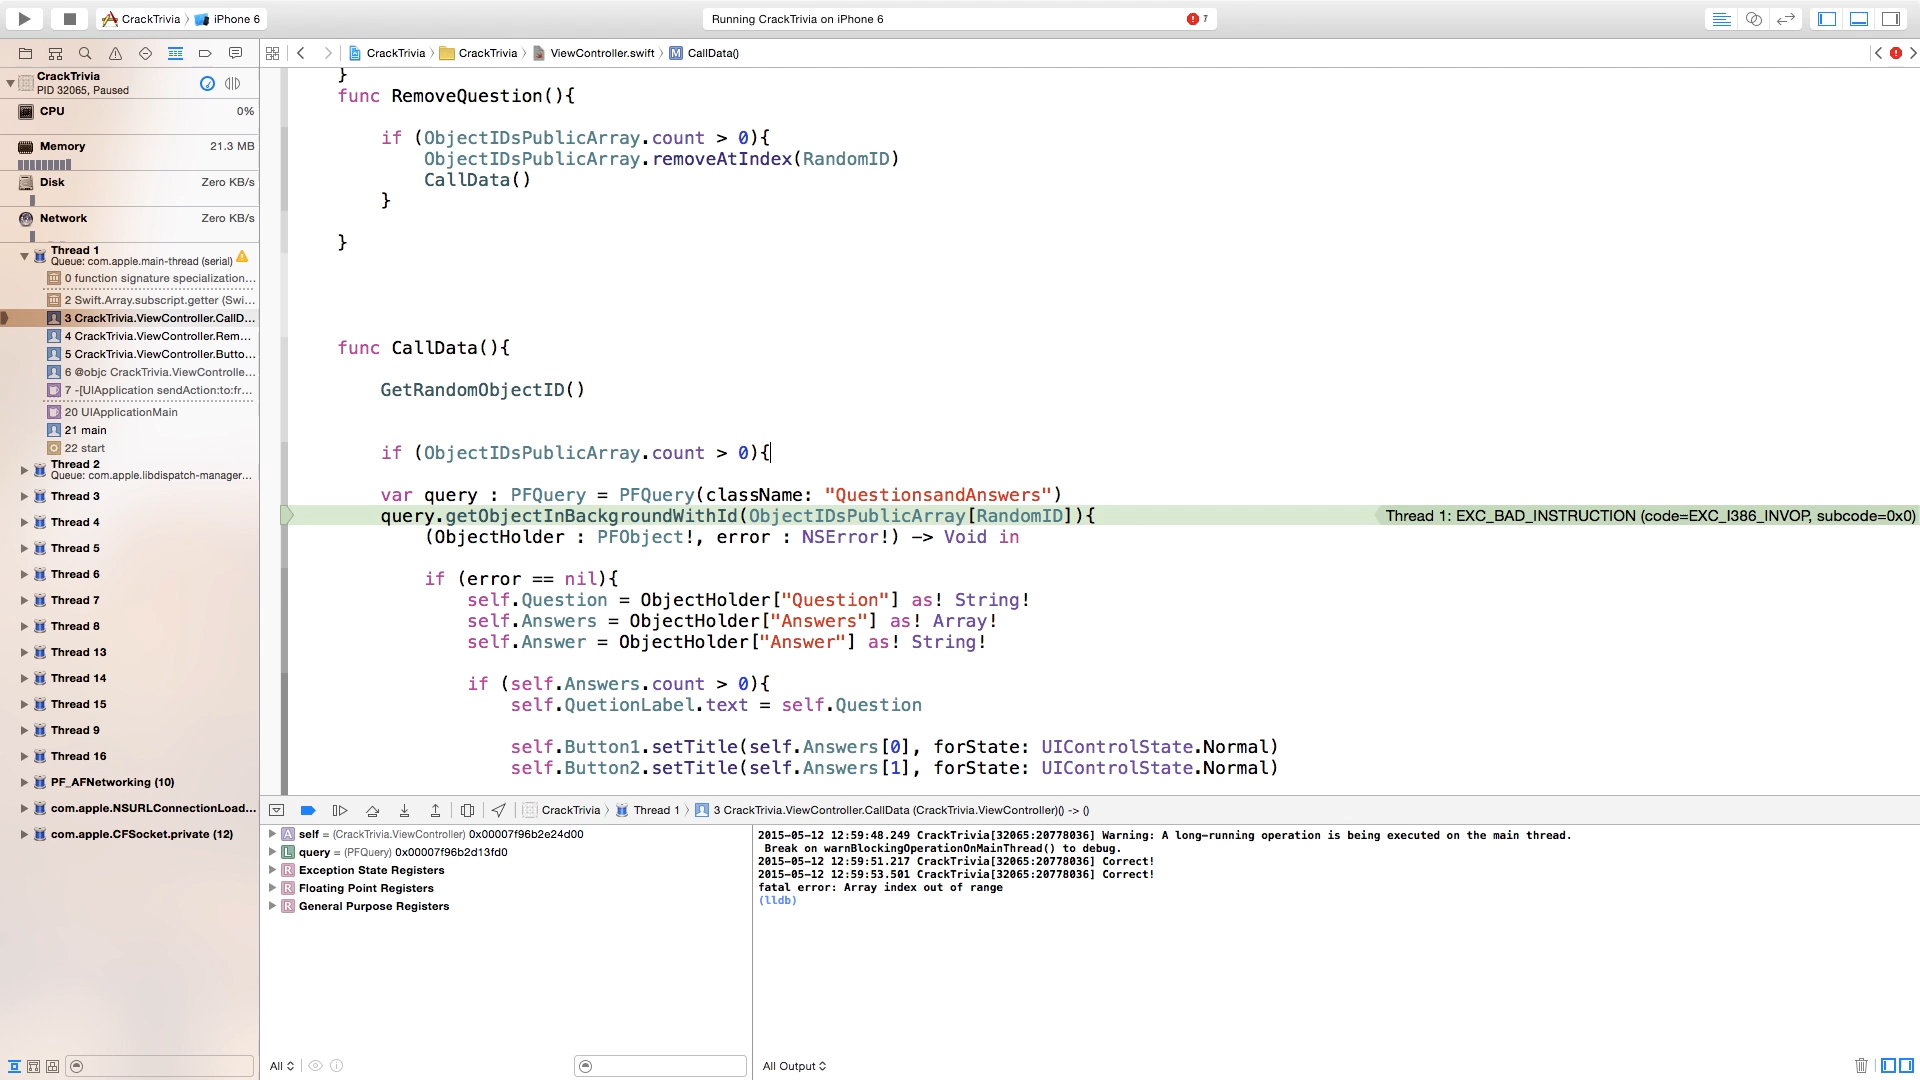 CrackTrivia iPhone 6
Running CrackTrivia on iPhone 6
7
CrackTrivia CrackTrivia ViewController.swift M CallData()
CrackTrivia
PID 32065, Paused
CPU 0%
Memory 21.3 MB
Disk Zero KB/s
Network Zero KB/s
Thread 1
Queue: com.apple.main-thread (serial)
0 function signature specialization...
2 Swift.Array.subscript.getter (Swi...
3 CrackTrivia.ViewController.CallD...
4 CrackTrivia.ViewController.Rem...
5 CrackTrivia.ViewController.Butto...
6 @objc CrackTrivia.ViewControlle...
7 -[UIApplication sendAction:to:fr...
20 UIApplicationMain
21 main
22 start
Thread 2
Queue: com.apple.libdispatch-manager...
Thread 3
Thread 4
Thread 5
Thread 6
Thread 7
Thread 8
Thread 13
Thread 14
Thread 15
Thread 9
Thread 16
PF_AFNetworking (10)
com.apple.NSURLConnectionLoad...
com.apple.CFSocket.private (12)
}
func RemoveQuestion(){
if (ObjectIDsPublicArray.count > 0){
ObjectIDsPublicArray.removeAtIndex(RandomID)
CallData()
}
}
func CallData(){
GetRandomObjectID()
if (ObjectIDsPublicArray.count > 0){
var query : PFQuery = PFQuery(className: "QuestionsandAnswers")
query.getObjectInBackgroundWithId(ObjectIDsPublicArray[RandomID]){
Thread 1: EXC_BAD_INSTRUCTION (code=EXC_I386_INVOP, subcode=0x0)
(ObjectHolder : PFObject!, error : NSError!) -> Void in
if (error == nil){
self.Question = ObjectHolder["Question"] as! String!
self.Answers = ObjectHolder["Answers"] as! Array!
self.Answer = ObjectHolder["Answer"] as! String!
if (self.Answers.count > 0){
self.QuetionLabel.text = self.Question
self.Button1.setTitle(self.Answers[0], forState: UIControlState.Normal)
self.Button2.setTitle(self.Answers[1], forState: UIControlState.Normal)
CrackTrivia Thread 1 3 CrackTrivia.ViewController.CallData (CrackTrivia.ViewController)() -> ()
A self = (CrackTrivia.ViewController) 0x00007f96b2e24d00
L query = (PFQuery) 0x00007f96b2d13fd0
R Exception State Registers
R Floating Point Registers
R General Purpose Registers
2015-05-12 12:59:48.249 CrackTrivia[32065:20778036] Warning: A long-running operation is being executed on the main thread.
Break on warnBlockingOperationOnMainThread() to debug.
2015-05-12 12:59:51.217 CrackTrivia[32065:20778036] Correct!
2015-05-12 12:59:53.501 CrackTrivia[32065:20778036] Correct!
fatal error: Array index out of range
(lldb)
All
All Output